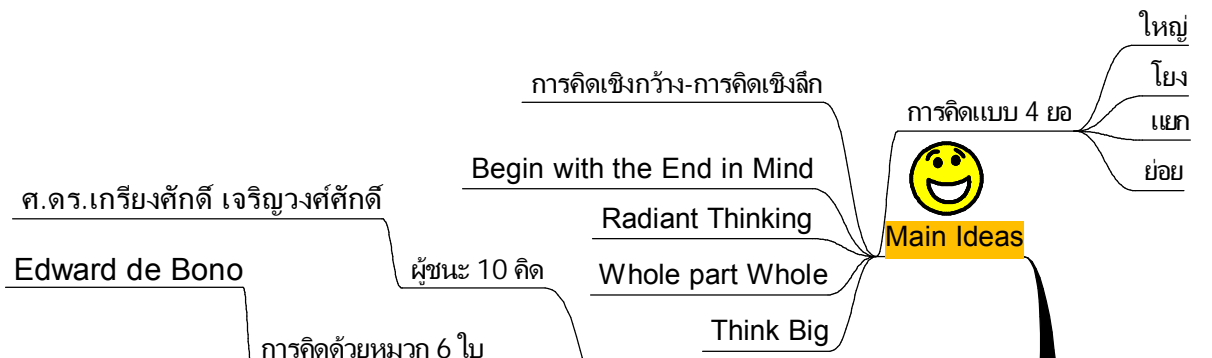 ใหญ่
โยง
แยก
ย่อย
การคิดแบบ 4 ยอ
Main Ideas
การคิดเชิงกว้าง-การคิดเชิงลึก
Begin with the End in Mind
Radiant Thinking
Whole part Whole
Think Big
ศ.ดร.เกรียงศักดิ์ เจริญวงศ์ศักดิ์
ผู้ชนะ 10 คิด
Edward de Bono
การคิดด้วยหมวก 6 ใบ